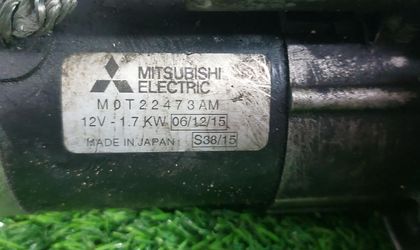 MITSUBISHI
ELECTRIC
M0T22473AM
12V - 1.7 KW 06/12/15
MADE IN JAPAN S38/15